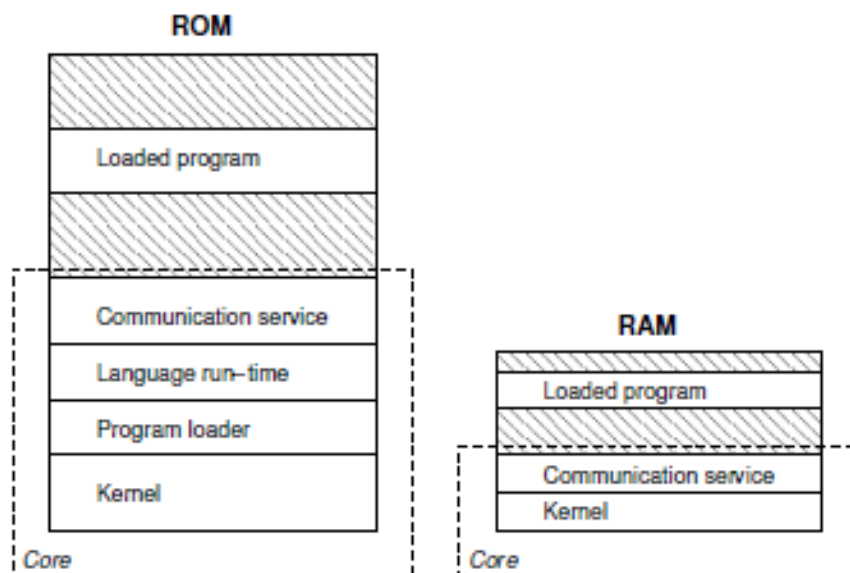 ROM
Loaded program
Communication service
Language run-time
Program loader
Kernel
Core
RAM
Loaded program
Communication service
Kernel
Core